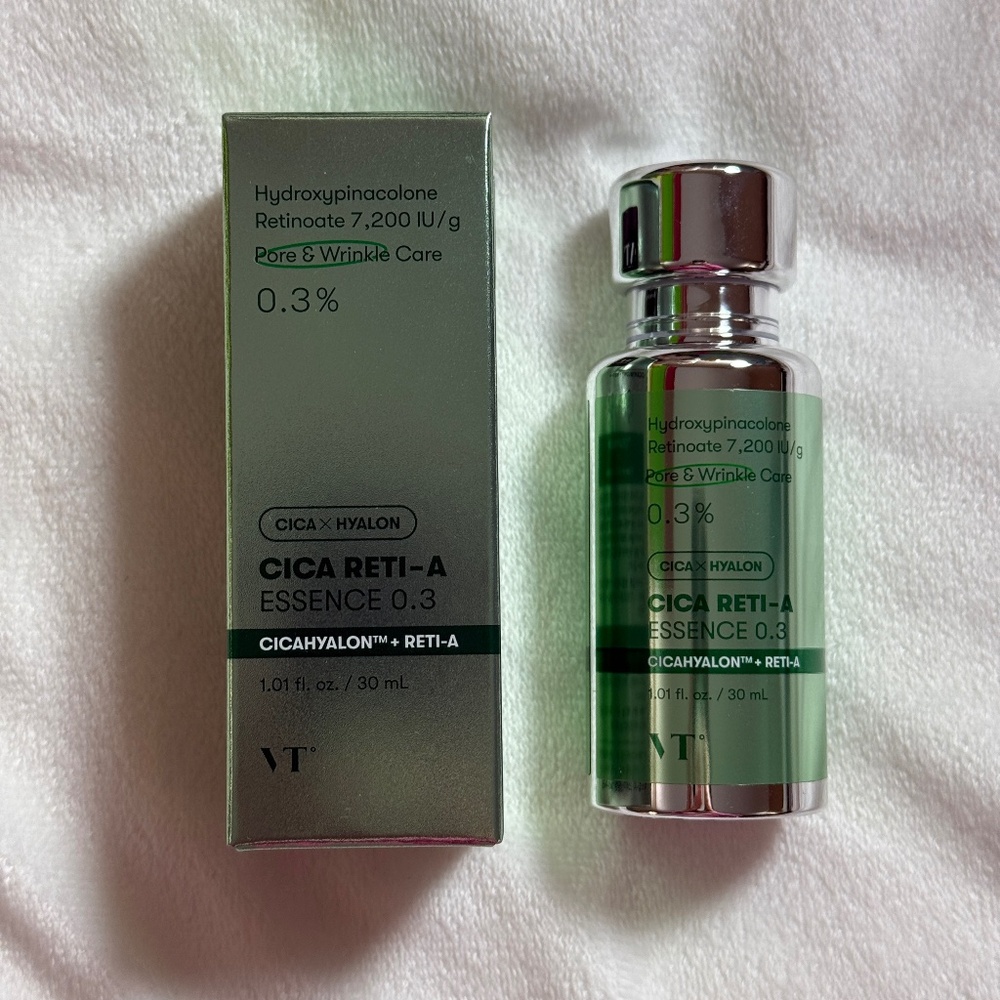 Hydroxypinacolone
Retinoate 7,200 IU/g
Pore & Wrinkle Care
0.3%
CICA × HYALON
CICA RETI-A
ESSENCE 0.3
CICAHYALON™ + RETI-A
1.01 fl. oz. / 30 mL
VT°
Hydroxypinacolone
Retinoate 7,200 IU/g
Pore & Wrinkle Care
0.3%
CICA × HYALON
CICA RETI-A
ESSENCE 0.3
CICAHYALON™ + RETI-A
1.01 fl. oz. / 30 mL
VT°